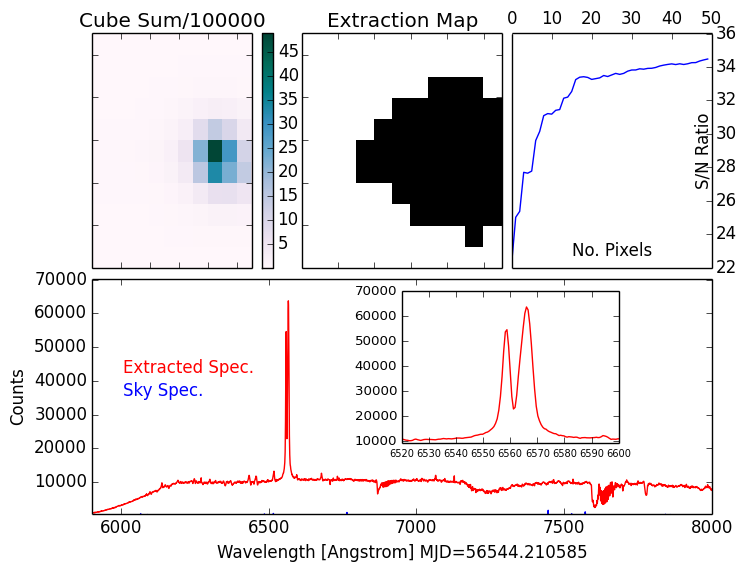 Cube Sum/100000
Extraction Map
0 10 20 30 40 50
45
40
35
30
25
20
15
10
5
36
34
32
30
28
26
24
22
S/N Ratio
No. Pixels
70000
60000
50000
40000
30000
20000
10000
Counts
Extracted Spec.
Sky Spec.
70000
60000
50000
40000
30000
20000
10000
6520 6530 6540 6550 6560 6570 6580 6590 6600
6000 6500 7000 7500 8000
Wavelength [Angstrom] MJD=56544.210585